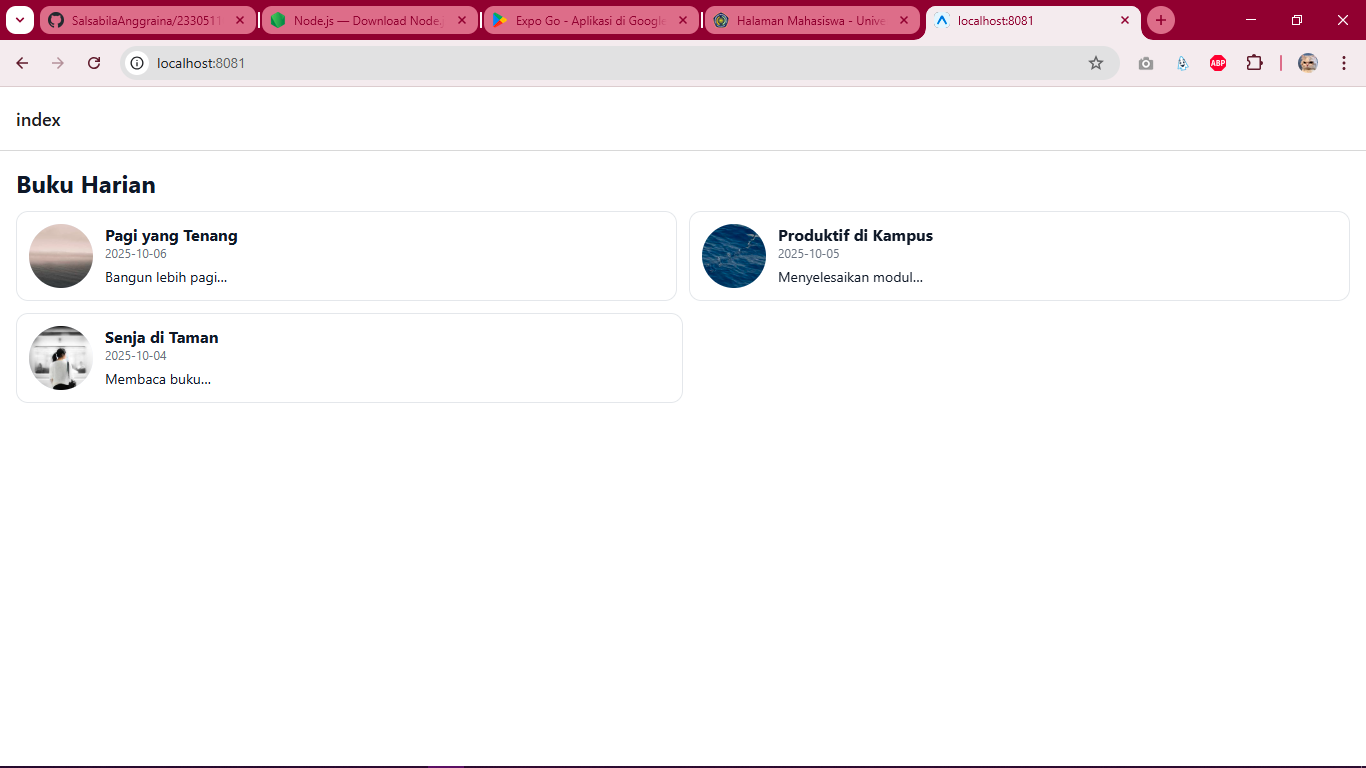 SalsabilaAnggraina/2330511
Node.js — Download Node.j
Expo Go - Aplikasi di Google
Halaman Mahasiswa - Unive
localhost:8081
localhost:8081
ABP
index
Buku Harian
Pagi yang Tenang
2025-10-06
Bangun lebih pagi...
Produktif di Kampus
2025-10-05
Menyelesaikan modul...
Senja di Taman
2025-10-04
Membaca buku...